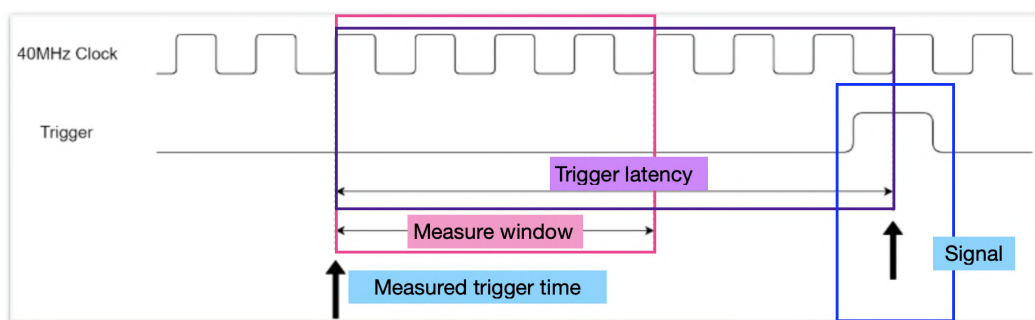 40MHz Clock
Trigger
Trigger latency
Measure window
Signal
Measured trigger time